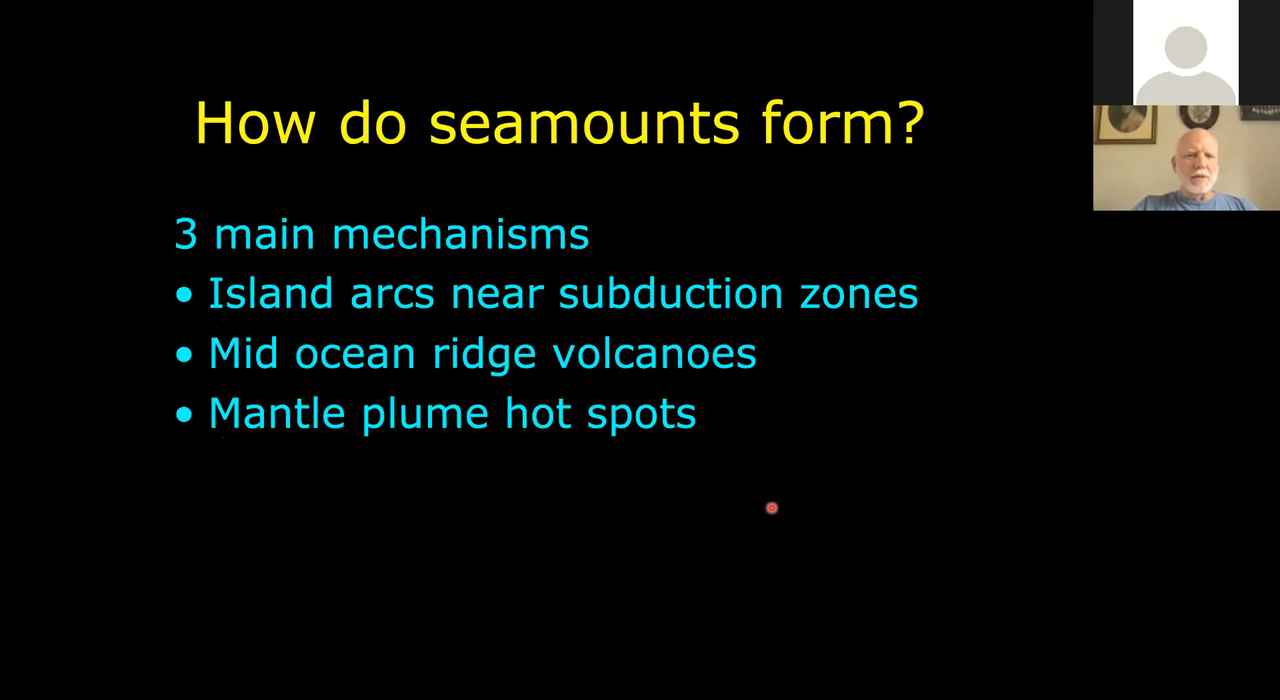 How do seamounts form?
3 main mechanisms
• Island arcs near subduction zones
• Mid ocean ridge volcanoes
• Mantle plume hot spots